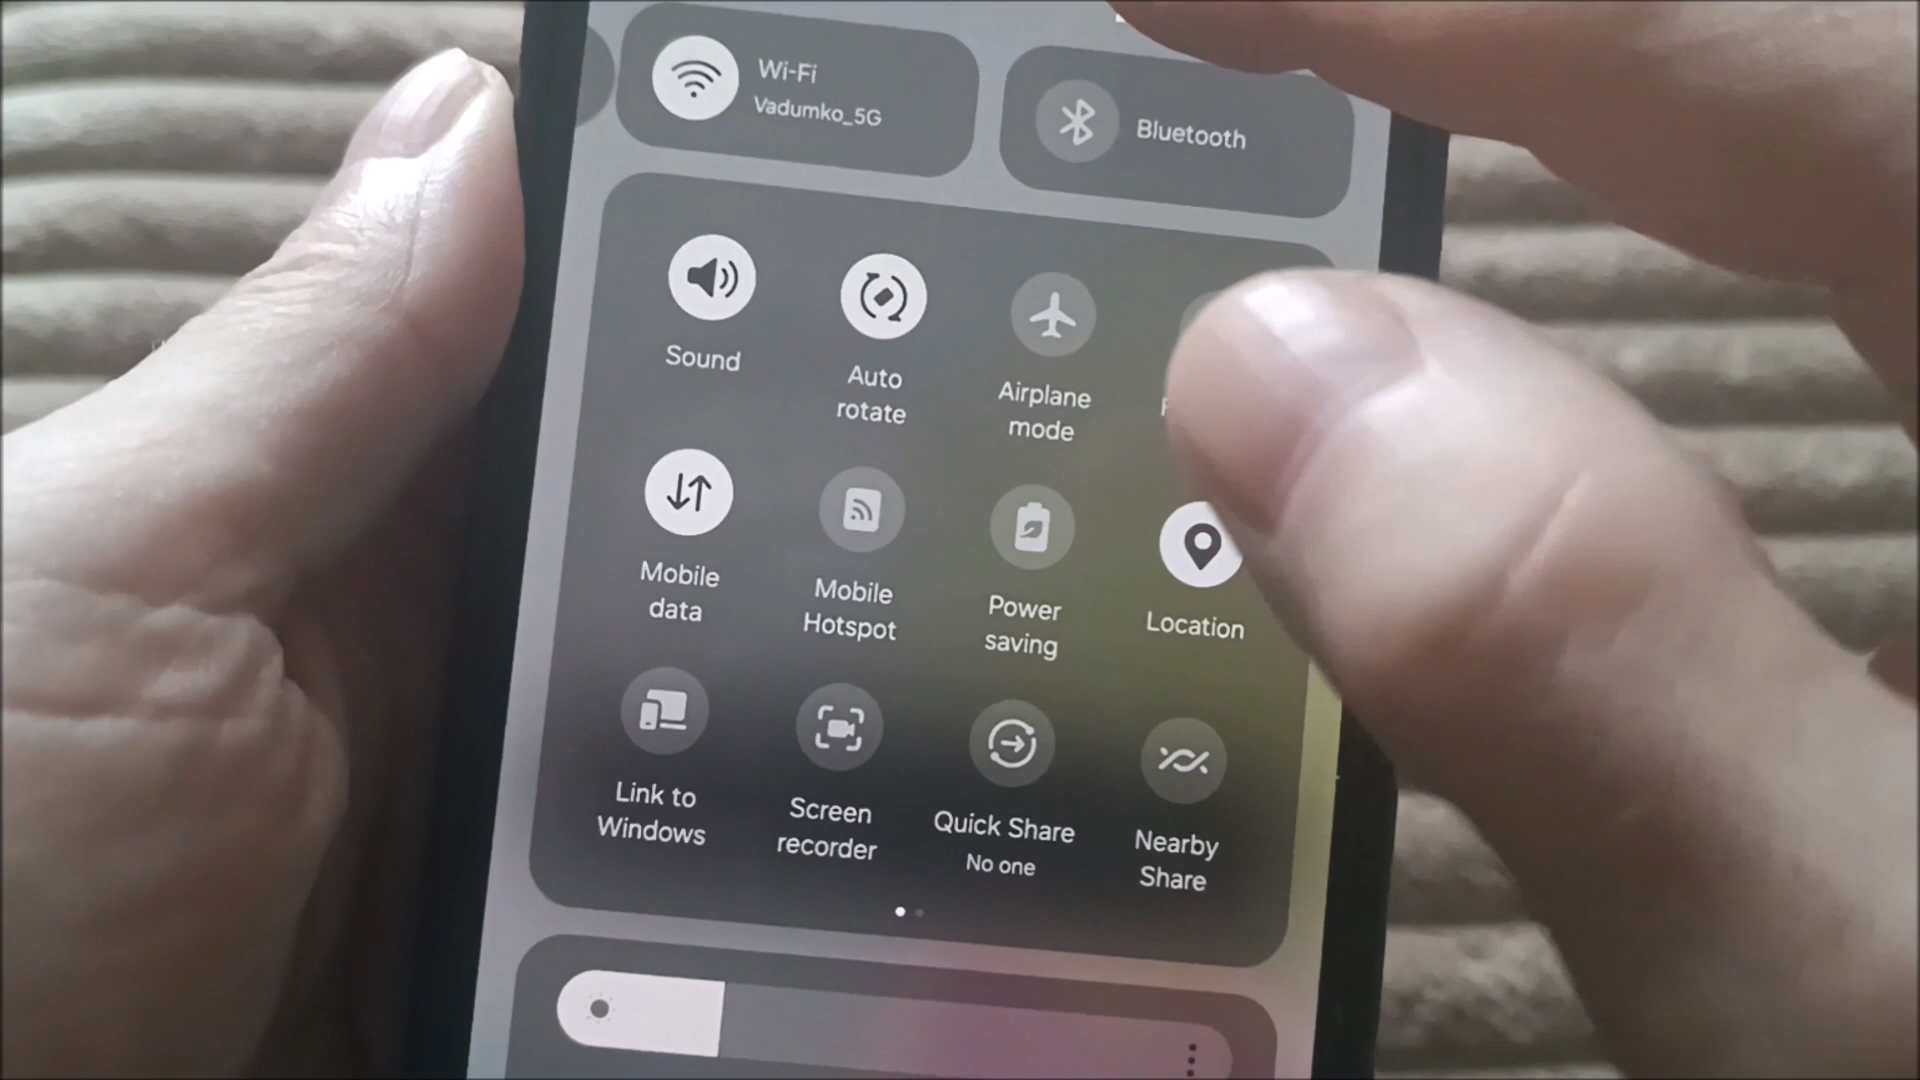 Wi-Fi
Vadumko_5G
Bluetooth
Sound
Auto
rotate
Airplane
mode
Mobile
data
Mobile
Hotspot
Power
saving
Location
Link to
Windows
Screen
recorder
Quick Share
No one
Nearby
Share